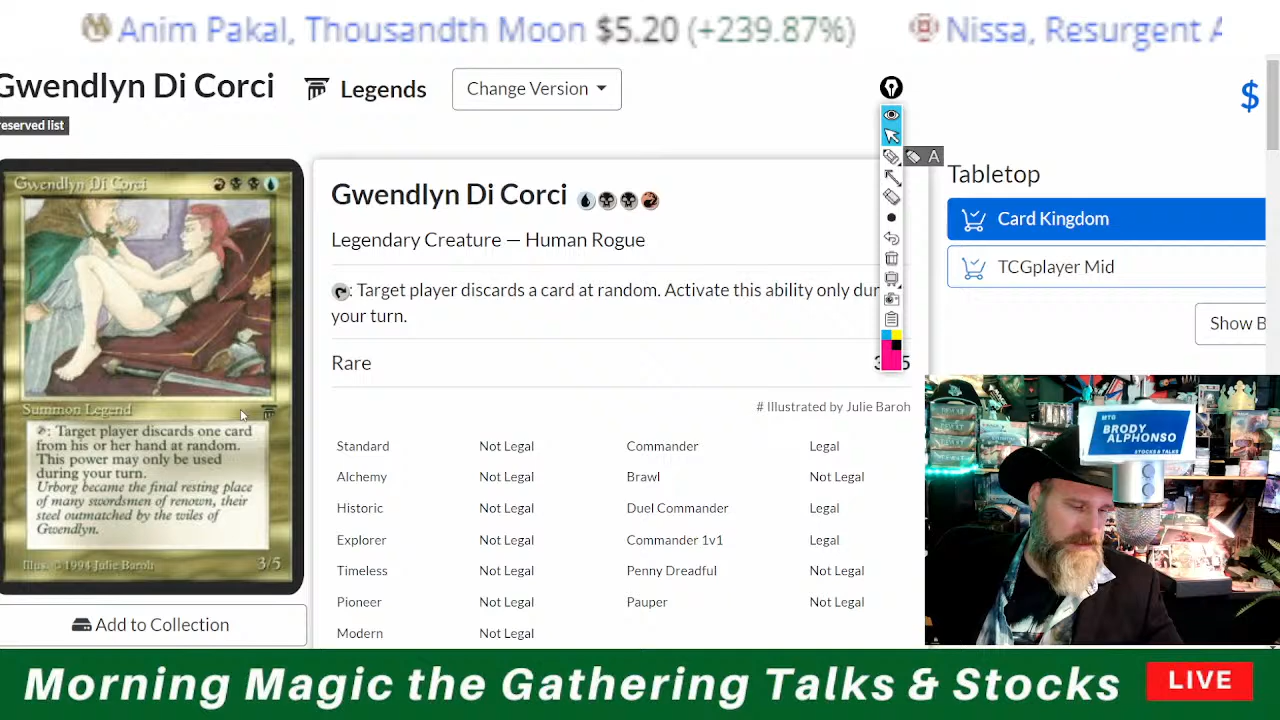 Anim Pakal, Thousandth Moon $5.20 (+239.87%) Nissa, Resurgent A
Gwendlyn Di Corci Legends Change Version
reserved list
$
Gwendlyn Di Corci
Gwendlyn Di Corci
Legendary Creature — Human Rogue
: Target player discards a card at random. Activate this ability only dur
your turn.
Rare
3 5
# Illustrated by Julie Baroh
Summon Legend
: Target player discards one card
from his or her hand at random.
This power may only be used
during your turn.
Urborg became the final resting place
of many swordsmen of renown, their
steel outmatched by the wiles of
Gwendlyn.
Illus. © 1994 Julie Baroh 3/5
Add to Collection
Standard Not Legal Commander Legal
Alchemy Not Legal Brawl Not Legal
Historic Not Legal Duel Commander Legal
Explorer Not Legal Commander 1v1 Legal
Timeless Not Legal Penny Dreadful Not Legal
Pioneer Not Legal Pauper Not Legal
Modern Not Legal
A
Tabletop
Card Kingdom
TCGplayer Mid
Show B
MTG
BRODY
ALPHONSO
STOCKS & TALKS
Morning Magic the Gathering Talks & Stocks LIVE